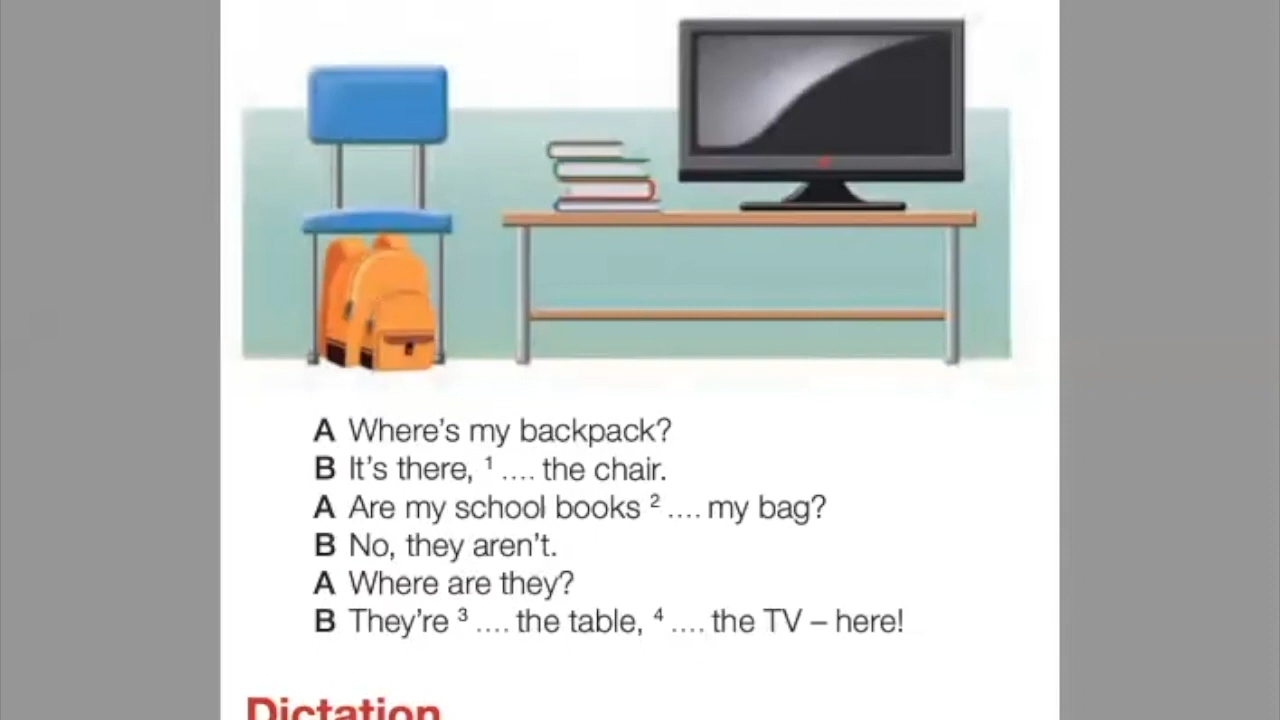 A Where's my backpack?
B It's there, ¹ .... the chair.
A Are my school books ² .... my bag?
B No, they aren't.
A Where are they?
B They're ³ .... the table, ⁴ .... the TV – here!
Dictation